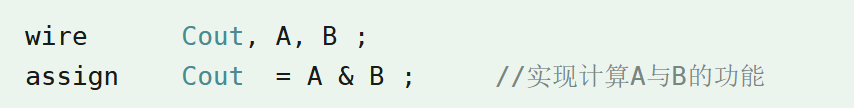 wire      Cout, A, B ;
assign    Cout  = A & B ;     //实现计算A与B的功能